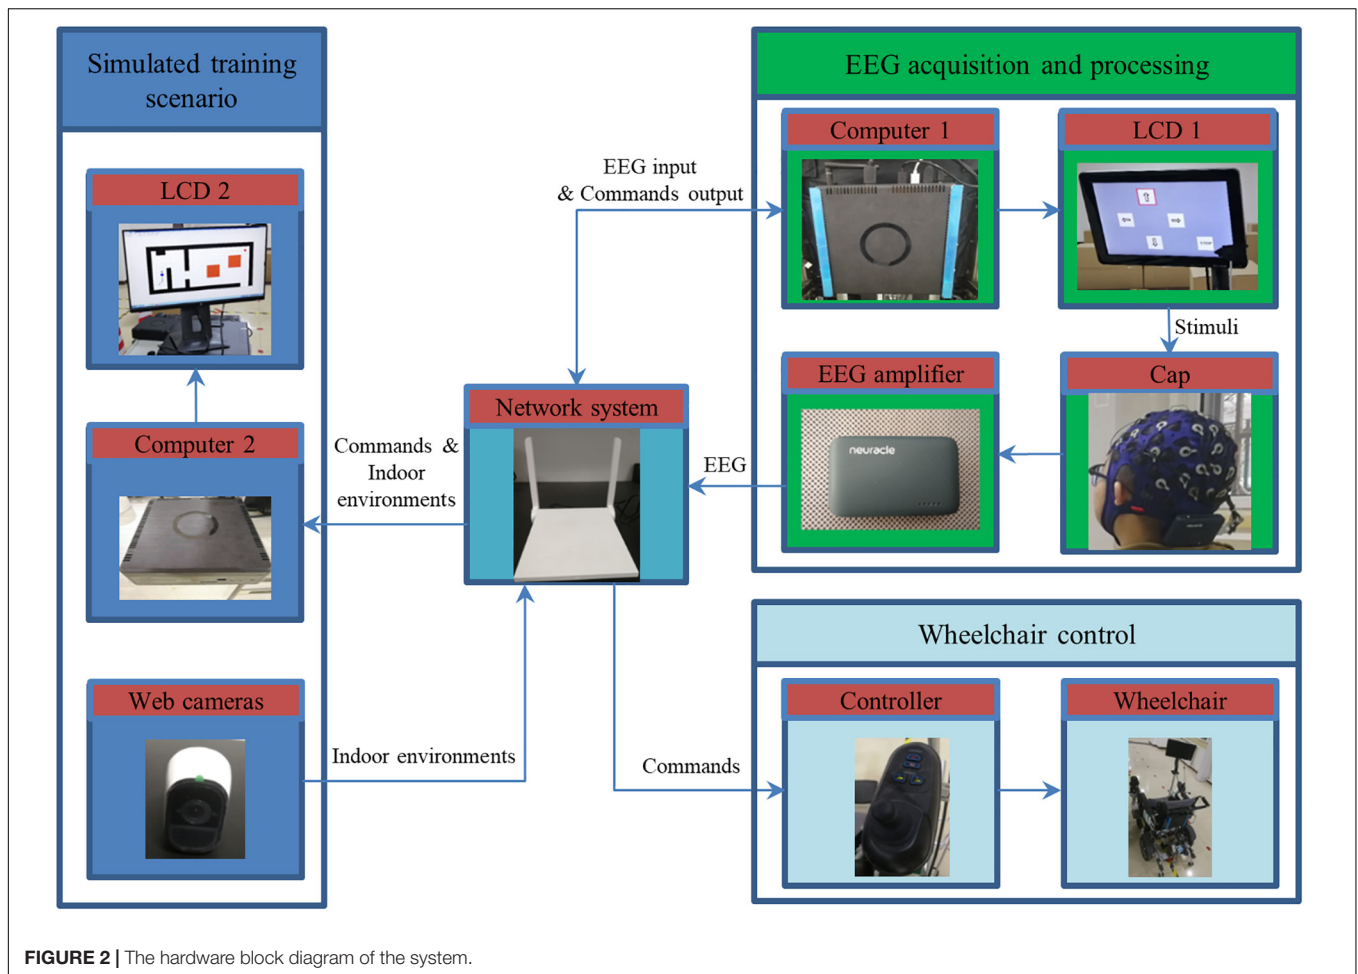 Simulated training
scenario
LCD 2
Computer 2
Web cameras
EEG input
& Commands output
Network system
Commands &
Indoor
environments
EEG
Indoor environments
Commands
EEG acquisition and processing
Computer 1
LCD 1
Stimuli
EEG amplifier
neuracle
Cap
Wheelchair control
Controller
Wheelchair
FIGURE 2 | The hardware block diagram of the system.